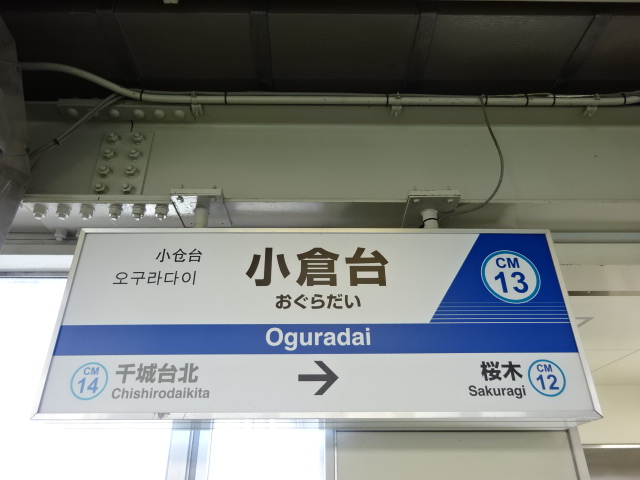 小仓台
오구라다이
小倉台
おぐらだい
CM
13
Oguradai
CM
14
千城台北
Chishirodaikita
→
桜木
Sakuragi
CM
12